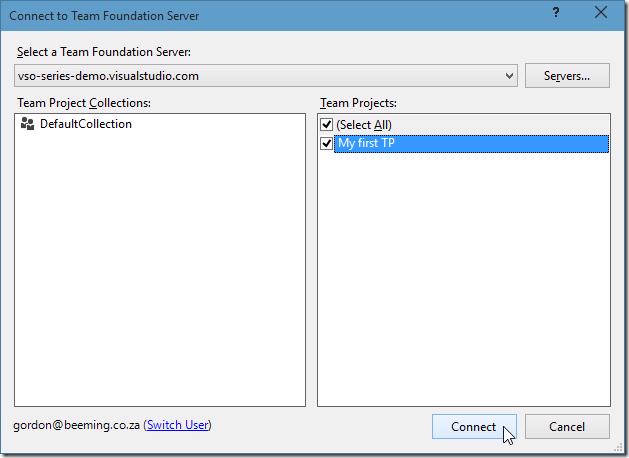 Connect to Team Foundation Server
?
Select a Team Foundation Server:
vso-series-demo.visualstudio.com
Servers...
Team Project Collections:
Team Projects:
DefaultCollection
(Select All)
My first TP
gordon@beeming.co.za (Switch User)
Connect
Cancel